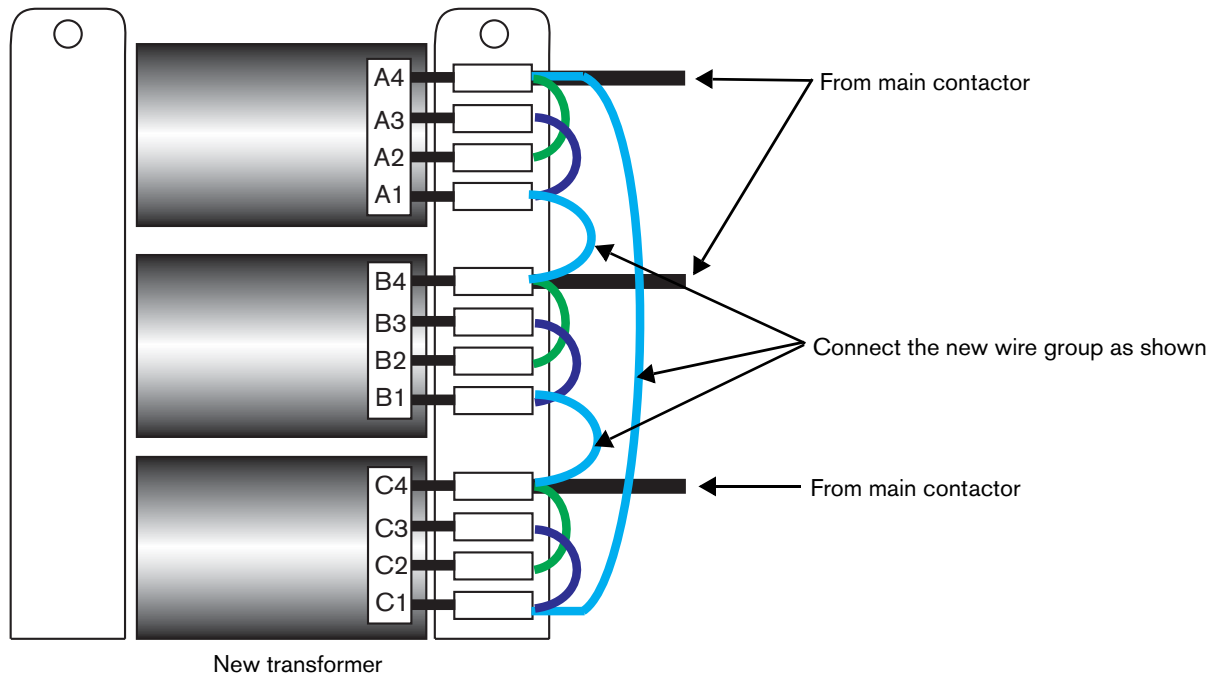 A4
From main contactor
A3
A2
A1
B4
B3
Connect the new wire group as shown
B2
B1
C4
From main contactor
C3
C2
C1
New transformer